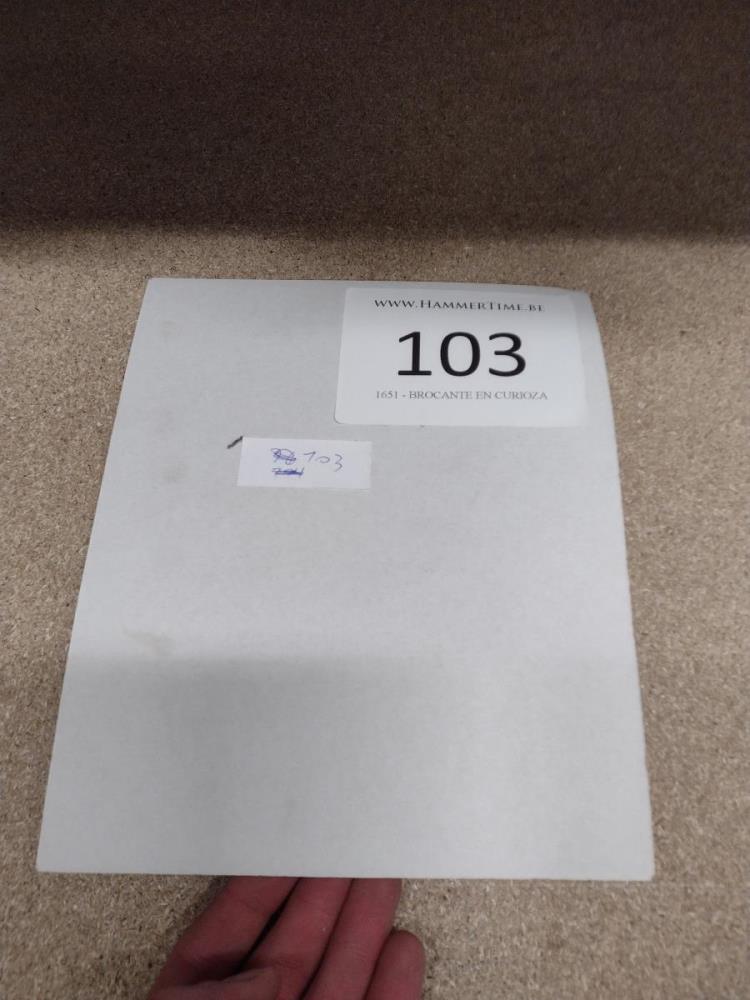 www.HammerTime.be
103
1651 - BROCANTE EN CURIOZA
103